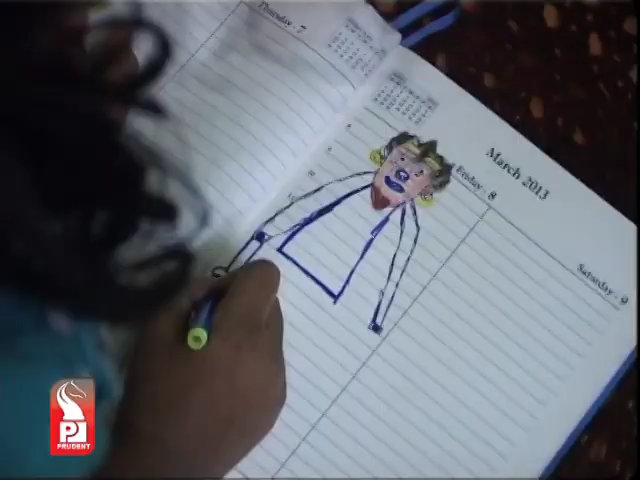 Thursday - 7
March 2013
Friday - 8
Saturday - 9
PRUDENT